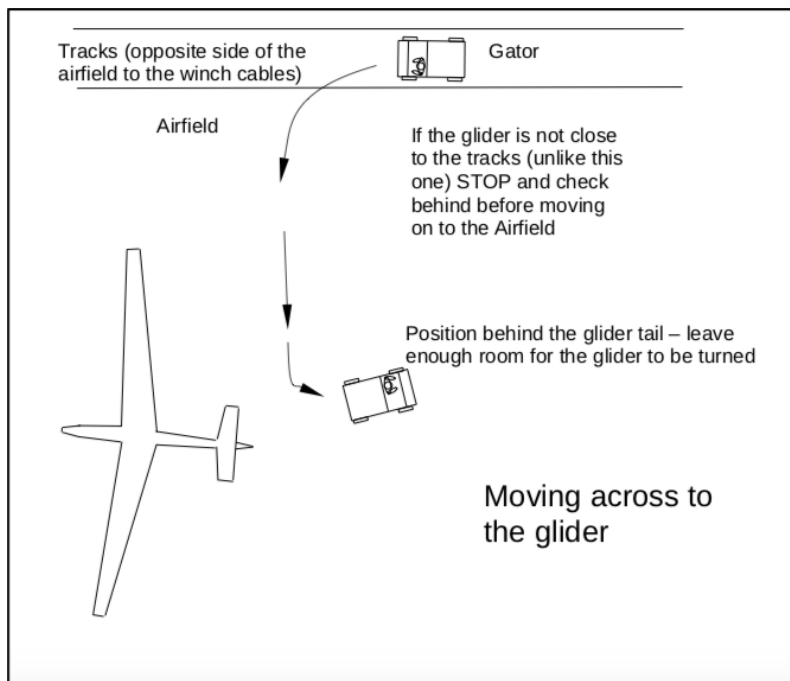 Tracks (opposite side of the
airfield to the winch cables)
Gator
Airfield
If the glider is not close
to the tracks (unlike this
one) STOP and check
behind before moving
on to the Airfield
Position behind the glider tail – leave
enough room for the glider to be turned
Moving across to
the glider